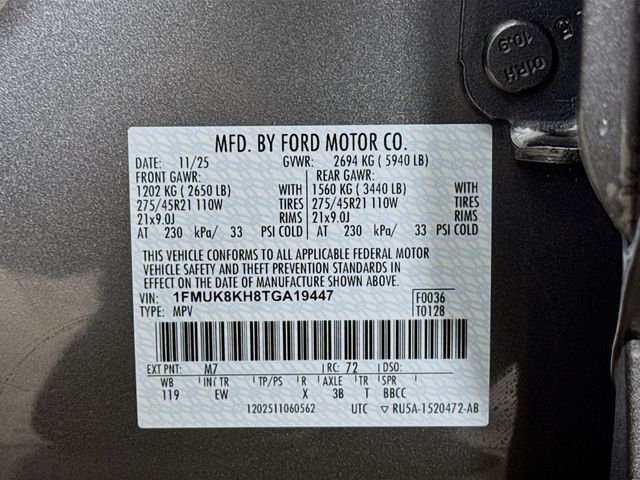 01RH
10.9
5
MFD. BY FORD MOTOR CO.
DATE: 11/25 GVWR: 2694 KG ( 5940 LB)
FRONT GAWR: REAR GAWR:
1202 KG ( 2650 LB) WITH 1560 KG ( 3440 LB) WITH
275/45R21 110W TIRES 275/45R21 110W TIRES
21x9.0J RIMS 21x9.0J RIMS
AT 230 kPa/ 33 PSI COLD AT 230 kPa/ 33 PSI COLD
THIS VEHICLE CONFORMS TO ALL APPLICABLE FEDERAL MOTOR
VEHICLE SAFETY AND THEFT PREVENTION STANDARDS IN
EFFECT ON THE DATE OF MANUFACTURE SHOWN ABOVE.
VIN: 1FMUK8KH8TGA19447 F0036
TYPE: MPV T0128
EXT PNT: M7 RC: 72 DSO:
WB INT TR TP/PS R AXLE TR SPR
119 EW X 3B T BBCC
1202511060562 UTC ▽ RU5A-1520472-AB